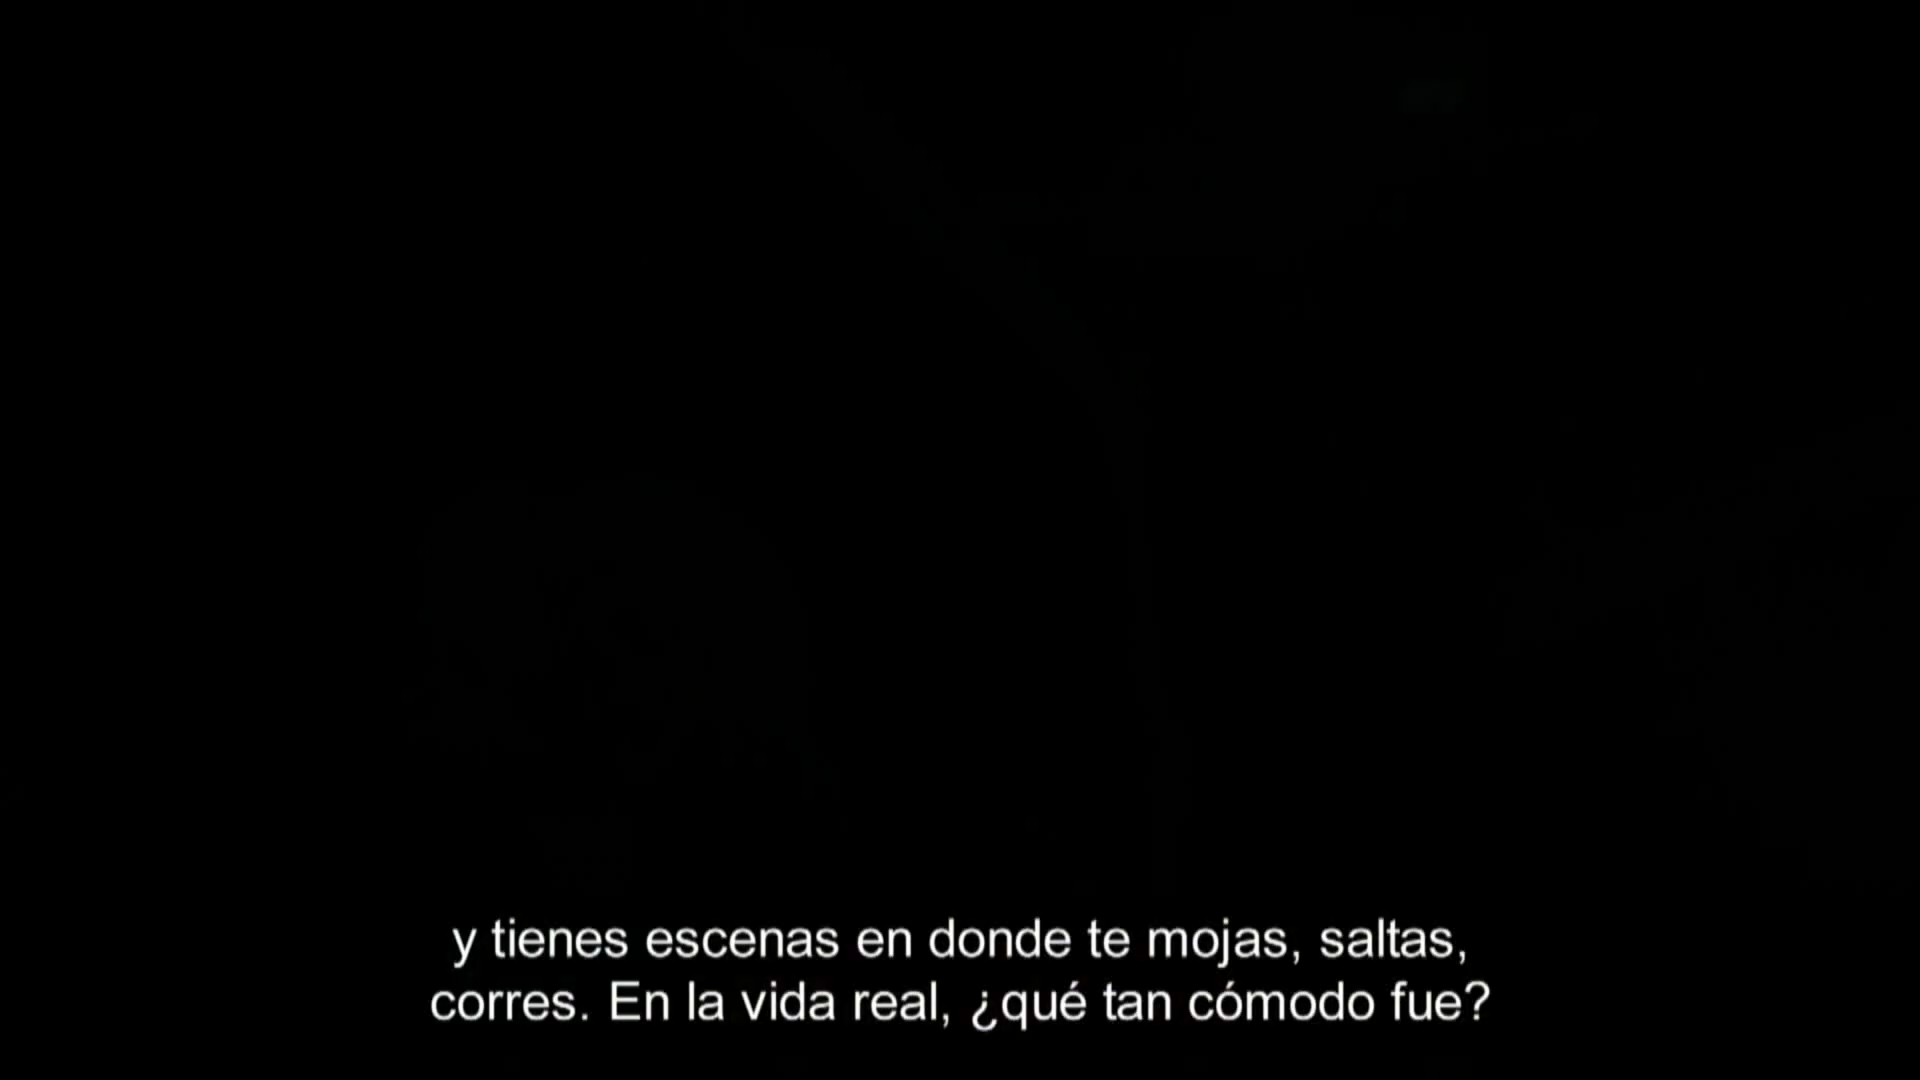 y tienes escenas en donde te mojas, saltas,
corres. En la vida real, ¿qué tan cómodo fue?